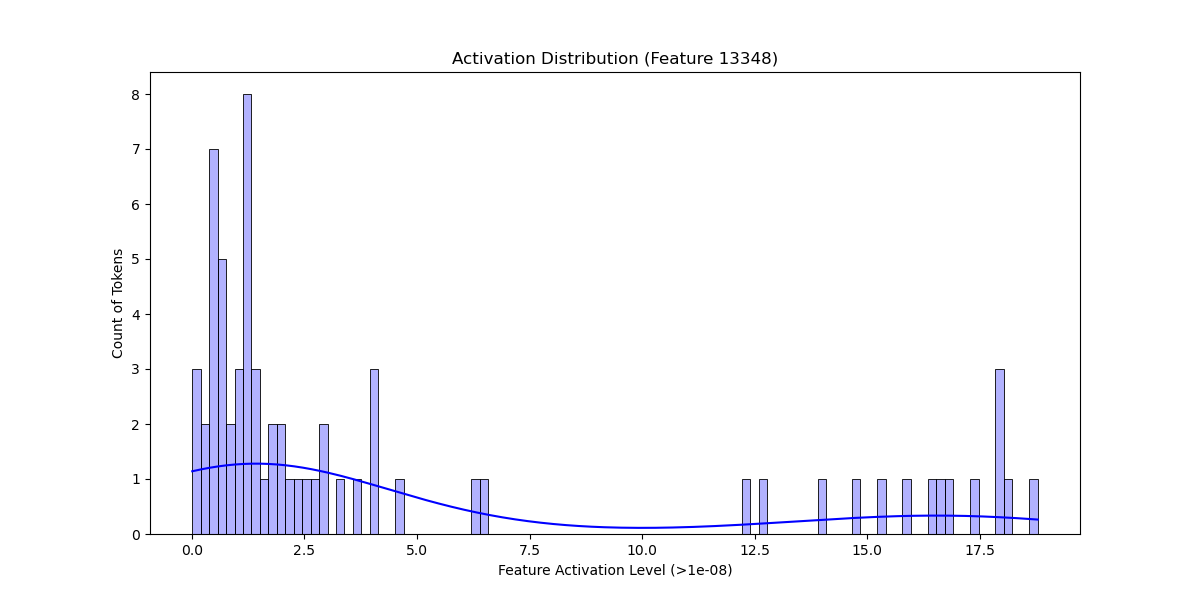 Activation Distribution (Feature 13348)
8
7
6
5
4
3
2
1
0
Count of Tokens
0.0 2.5 5.0 7.5 10.0 12.5 15.0 17.5
Feature Activation Level (>1e-08)